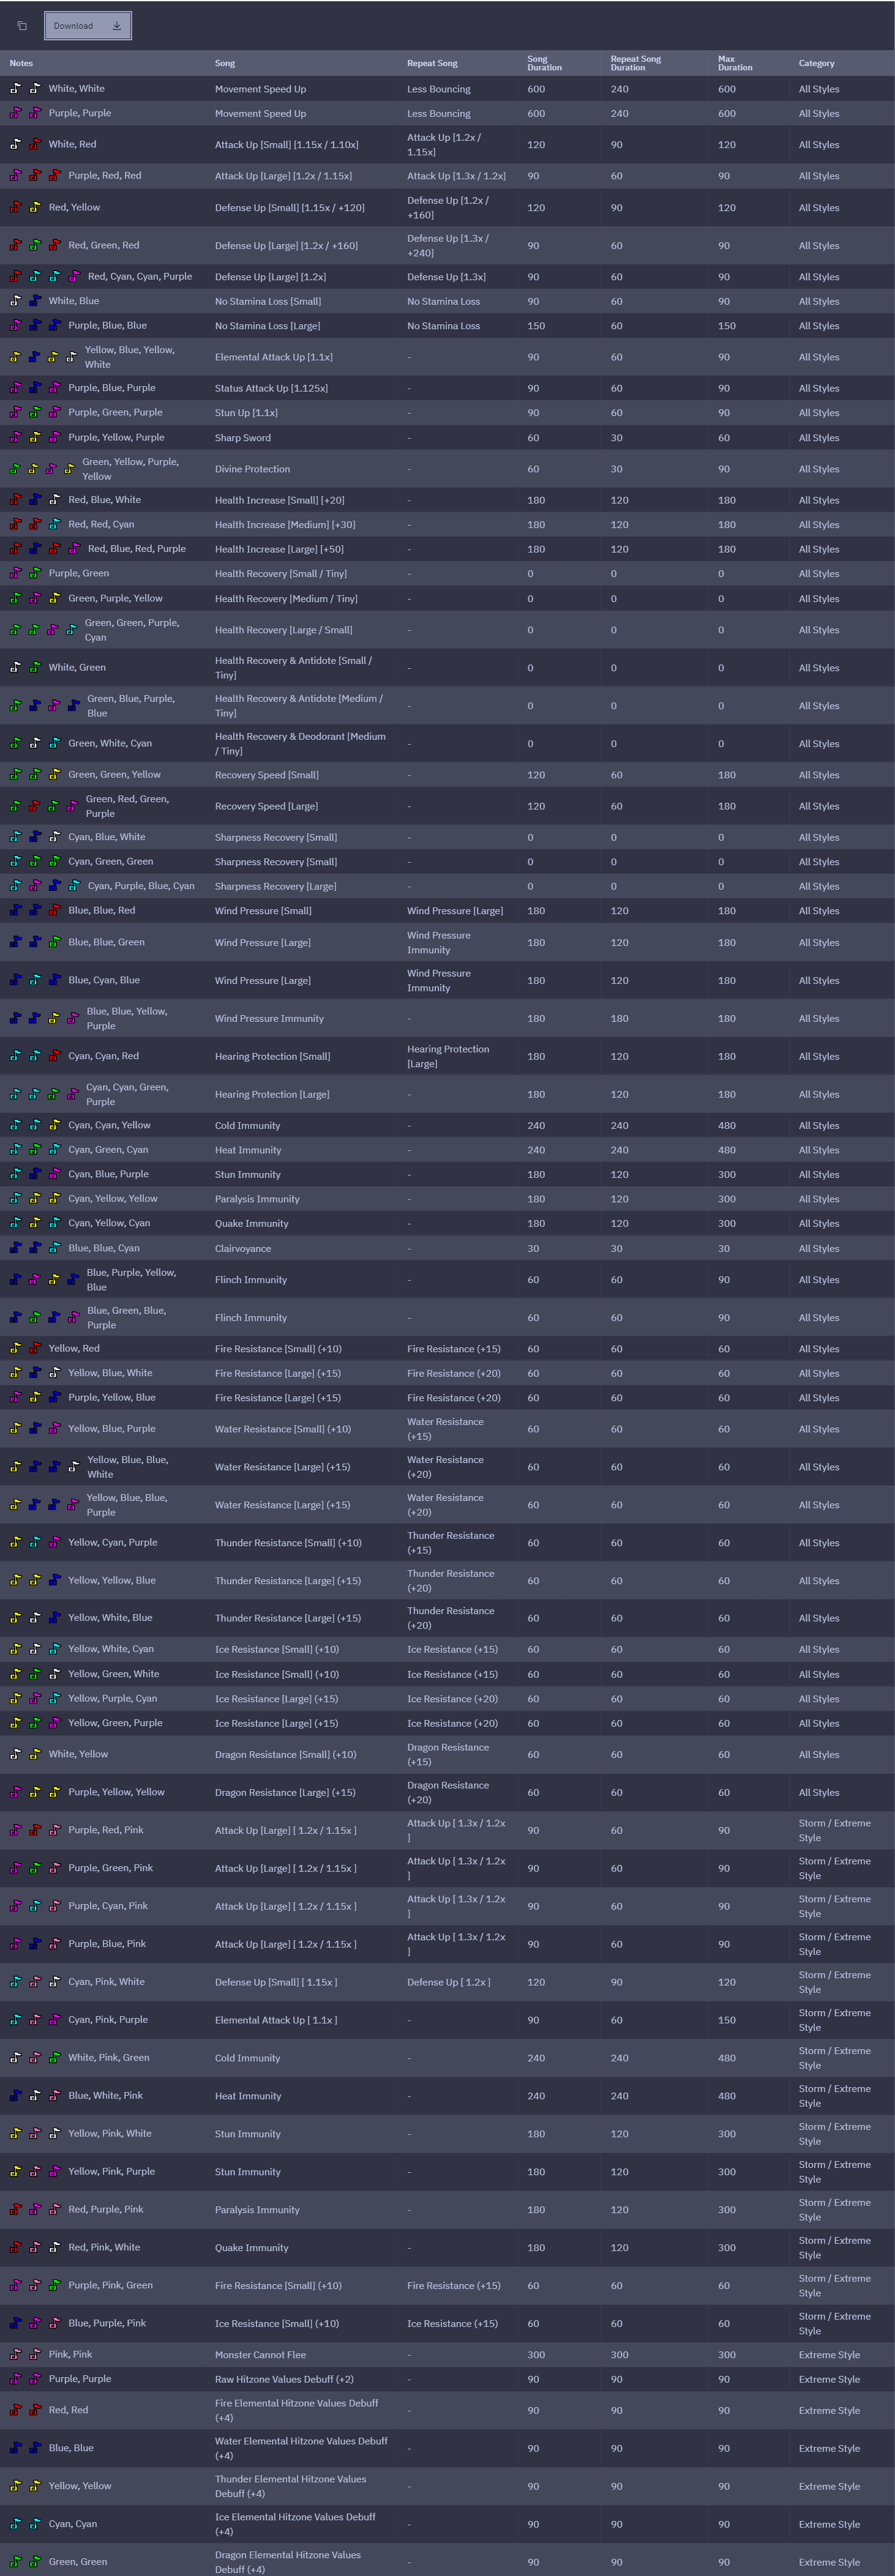 Download
Notes Song Repeat Song Song Duration Repeat Song Duration Max Duration Category
White, White Movement Speed Up Less Bouncing 600 240 600 All Styles
Purple, Purple Movement Speed Up Less Bouncing 600 240 600 All Styles
White, Red Attack Up [Small] [1.15x / 1.10x] Attack Up [1.2x / 1.15x] 120 90 120 All Styles
Purple, Red, Red Attack Up [Large] [1.2x / 1.15x] Attack Up [1.3x / 1.2x] 90 60 90 All Styles
Red, Yellow Defense Up [Small] [1.15x / +120] Defense Up [1.2x / +160] 120 90 120 All Styles
Red, Green, Red Defense Up [Large] [1.2x / +160] Defense Up [1.3x / +240] 90 60 90 All Styles
Red, Cyan, Cyan, Purple Defense Up [Large] [1.2x] Defense Up [1.3x] 90 60 90 All Styles
White, Blue No Stamina Loss [Small] No Stamina Loss 90 60 90 All Styles
Purple, Blue, Blue No Stamina Loss [Large] No Stamina Loss 150 60 150 All Styles
Yellow, Blue, Yellow, White Elemental Attack Up [1.1x] - 90 60 90 All Styles
Purple, Blue, Purple Status Attack Up [1.125x] - 90 60 90 All Styles
Purple, Green, Purple Stun Up [1.1x] - 90 60 90 All Styles
Purple, Yellow, Purple Sharp Sword - 60 30 60 All Styles
Green, Yellow, Purple, Yellow Divine Protection - 60 30 90 All Styles
Red, Blue, White Health Increase [Small] [+20] - 180 120 180 All Styles
Red, Red, Cyan Health Increase [Medium] [+30] - 180 120 180 All Styles
Red, Blue, Red, Purple Health Increase [Large] [+50] - 180 120 180 All Styles
Purple, Green Health Recovery [Small / Tiny] - 0 0 0 All Styles
Green, Purple, Yellow Health Recovery [Medium / Tiny] - 0 0 0 All Styles
Green, Green, Purple, Cyan Health Recovery [Large / Small] - 0 0 0 All Styles
White, Green Health Recovery & Antidote [Small / Tiny] - 0 0 0 All Styles
Green, Blue, Purple, Blue Health Recovery & Antidote [Medium / Tiny] - 0 0 0 All Styles
Green, White, Cyan Health Recovery & Deodorant [Medium / Tiny] - 0 0 0 All Styles
Green, Green, Yellow Recovery Speed [Small] - 120 60 180 All Styles
Green, Red, Green, Purple Recovery Speed [Large] - 120 60 180 All Styles
Cyan, Blue, White Sharpness Recovery [Small] - 0 0 0 All Styles
Cyan, Green, Green Sharpness Recovery [Small] - 0 0 0 All Styles
Cyan, Purple, Blue, Cyan Sharpness Recovery [Large] - 0 0 0 All Styles
Blue, Blue, Red Wind Pressure [Small] Wind Pressure [Large] 180 120 180 All Styles
Blue, Blue, Green Wind Pressure [Large] Wind Pressure Immunity 180 120 180 All Styles
Blue, Cyan, Blue Wind Pressure [Large] Wind Pressure Immunity 180 120 180 All Styles
Blue, Blue, Yellow, Purple Wind Pressure Immunity - 180 180 180 All Styles
Cyan, Cyan, Red Hearing Protection [Small] Hearing Protection [Large] 180 120 180 All Styles
Cyan, Cyan, Green, Purple Hearing Protection [Large] - 180 120 180 All Styles
Cyan, Cyan, Yellow Cold Immunity - 240 240 480 All Styles
Cyan, Green, Cyan Heat Immunity - 240 240 480 All Styles
Cyan, Blue, Purple Stun Immunity - 180 120 300 All Styles
Cyan, Yellow, Yellow Paralysis Immunity - 180 120 300 All Styles
Cyan, Yellow, Cyan Quake Immunity - 180 120 300 All Styles
Blue, Blue, Cyan Clairvoyance - 30 30 30 All Styles
Blue, Purple, Yellow, Blue Flinch Immunity - 60 60 90 All Styles
Blue, Green, Blue, Purple Flinch Immunity - 60 60 90 All Styles
Yellow, Red Fire Resistance [Small] (+10) Fire Resistance (+15) 60 60 60 All Styles
Yellow, Blue, White Fire Resistance [Large] (+15) Fire Resistance (+20) 60 60 60 All Styles
Purple, Yellow, Blue Fire Resistance [Large] (+15) Fire Resistance (+20) 60 60 60 All Styles
Yellow, Blue, Purple Water Resistance [Small] (+10) Water Resistance (+15) 60 60 60 All Styles
Yellow, Blue, Blue, White Water Resistance [Large] (+15) Water Resistance (+20) 60 60 60 All Styles
Yellow, Blue, Blue, Purple Water Resistance [Large] (+15) Water Resistance (+20) 60 60 60 All Styles
Yellow, Cyan, Purple Thunder Resistance [Small] (+10) Thunder Resistance (+15) 60 60 60 All Styles
Yellow, Yellow, Blue Thunder Resistance [Large] (+15) Thunder Resistance (+20) 60 60 60 All Styles
Yellow, White, Blue Thunder Resistance [Large] (+15) Thunder Resistance (+20) 60 60 60 All Styles
Yellow, White, Cyan Ice Resistance [Small] (+10) Ice Resistance (+15) 60 60 60 All Styles
Yellow, Green, White Ice Resistance [Small] (+10) Ice Resistance (+15) 60 60 60 All Styles
Yellow, Purple, Cyan Ice Resistance [Large] (+15) Ice Resistance (+20) 60 60 60 All Styles
Yellow, Green, Purple Ice Resistance [Large] (+15) Ice Resistance (+20) 60 60 60 All Styles
White, Yellow Dragon Resistance [Small] (+10) Dragon Resistance (+15) 60 60 60 All Styles
Purple, Yellow, Yellow Dragon Resistance [Large] (+15) Dragon Resistance (+20) 60 60 60 All Styles
Purple, Red, Pink Attack Up [Large] [ 1.2x / 1.15x ] Attack Up [ 1.3x / 1.2x ] 90 60 90 Storm / Extreme Style
Purple, Green, Pink Attack Up [Large] [ 1.2x / 1.15x ] Attack Up [ 1.3x / 1.2x ] 90 60 90 Storm / Extreme Style
Purple, Cyan, Pink Attack Up [Large] [ 1.2x / 1.15x ] Attack Up [ 1.3x / 1.2x ] 90 60 90 Storm / Extreme Style
Purple, Blue, Pink Attack Up [Large] [ 1.2x / 1.15x ] Attack Up [ 1.3x / 1.2x ] 90 60 90 Storm / Extreme Style
Cyan, Pink, White Defense Up [Small] [ 1.15x ] Defense Up [ 1.2x ] 120 90 120 Storm / Extreme Style
Cyan, Pink, Purple Elemental Attack Up [ 1.1x ] - 90 60 150 Storm / Extreme Style
White, Pink, Green Cold Immunity - 240 240 480 Storm / Extreme Style
Blue, White, Pink Heat Immunity - 240 240 480 Storm / Extreme Style
Yellow, Pink, White Stun Immunity - 180 120 300 Storm / Extreme Style
Yellow, Pink, Purple Stun Immunity - 180 120 300 Storm / Extreme Style
Red, Purple, Pink Paralysis Immunity - 180 120 300 Storm / Extreme Style
Red, Pink, White Quake Immunity - 180 120 300 Storm / Extreme Style
Purple, Pink, Green Fire Resistance [Small] (+10) Fire Resistance (+15) 60 60 60 Storm / Extreme Style
Blue, Purple, Pink Ice Resistance [Small] (+10) Ice Resistance (+15) 60 60 60 Storm / Extreme Style
Pink, Pink Monster Cannot Flee - 300 300 300 Extreme Style
Purple, Purple Raw Hitzone Values Debuff (+2) - 90 90 90 Extreme Style
Red, Red Fire Elemental Hitzone Values Debuff (+4) - 90 90 90 Extreme Style
Blue, Blue Water Elemental Hitzone Values Debuff (+4) - 90 90 90 Extreme Style
Yellow, Yellow Thunder Elemental Hitzone Values Debuff (+4) - 90 90 90 Extreme Style
Cyan, Cyan Ice Elemental Hitzone Values Debuff (+4) - 90 90 90 Extreme Style
Green, Green Dragon Elemental Hitzone Values Debuff (+4) - 90 90 90 Extreme Style